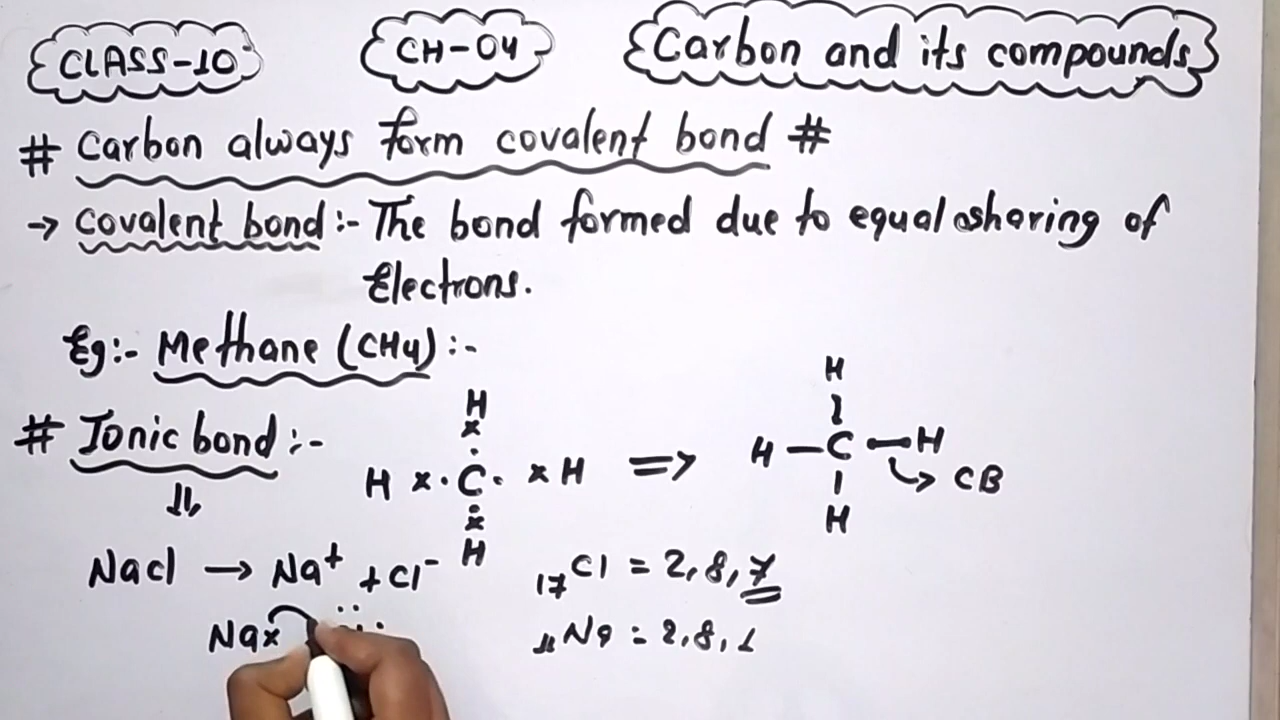 CLASS-10 CH-04 Carbon and its compounds
# Carbon always form covalent bond #
→ Covalent bond :- The bond formed due to equal sharing of
Electrons.
Eg:- Methane (CH4) :-
# Ionic bond :-
H
x
·
H x · C · x H
·
x
H
⇒
H
H — C — H
H
→ CB
Nacl → Na+ + Cl-
17Cl = 2, 8, 7
Nax
11Na = 2, 8, 1